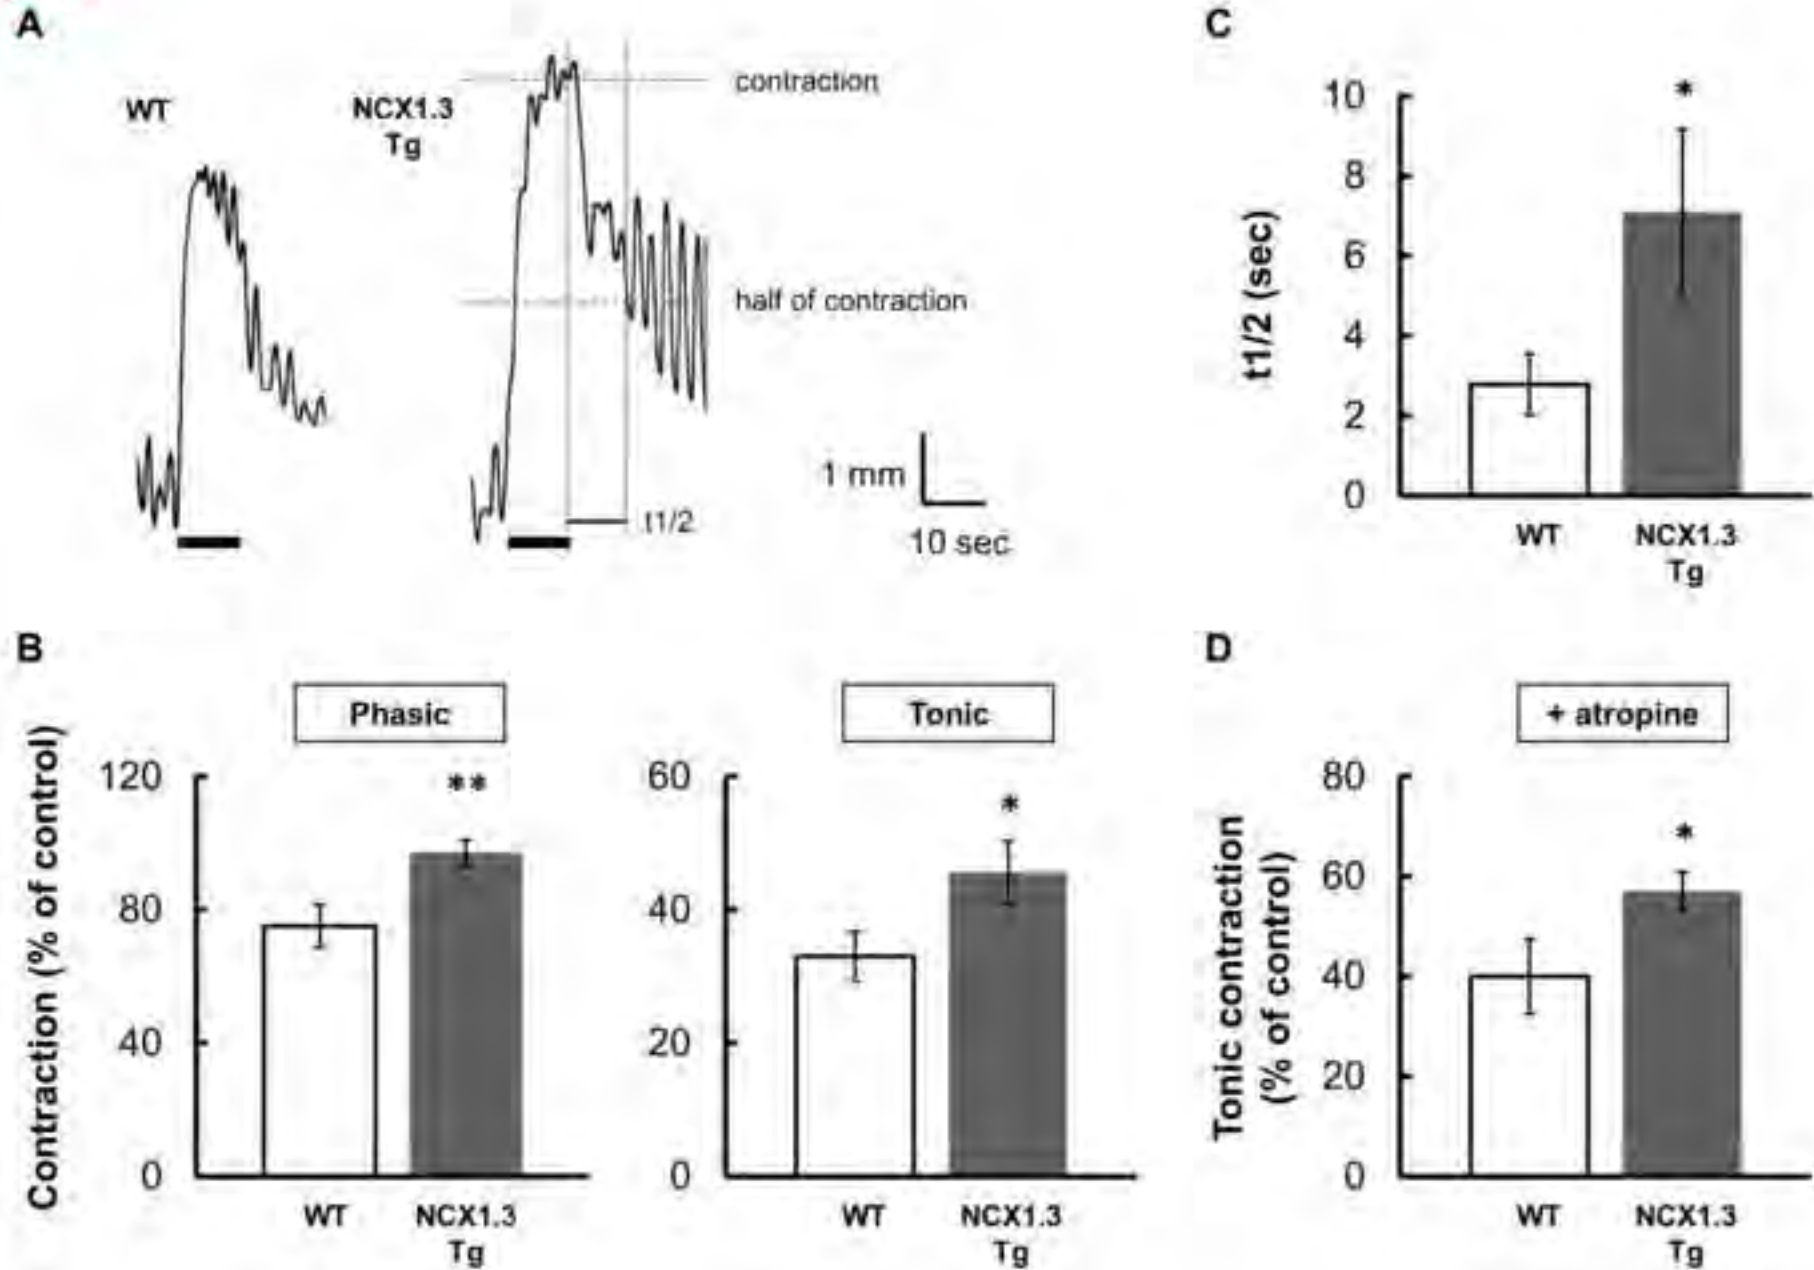 A
WT
NCX1.3
Tg
contraction
half of contraction
1 mm
10 sec
t1/2
C
t1/2 (sec)
10
8
6
4
2
0
*
WT
NCX1.3
Tg
B
Contraction (% of control)
Phasic
120
80
40
0
**
WT
NCX1.3
Tg
Tonic
60
40
20
0
*
WT
NCX1.3
Tg
D
+ atropine
Tonic contraction
(% of control)
80
60
40
20
0
*
WT
NCX1.3
Tg